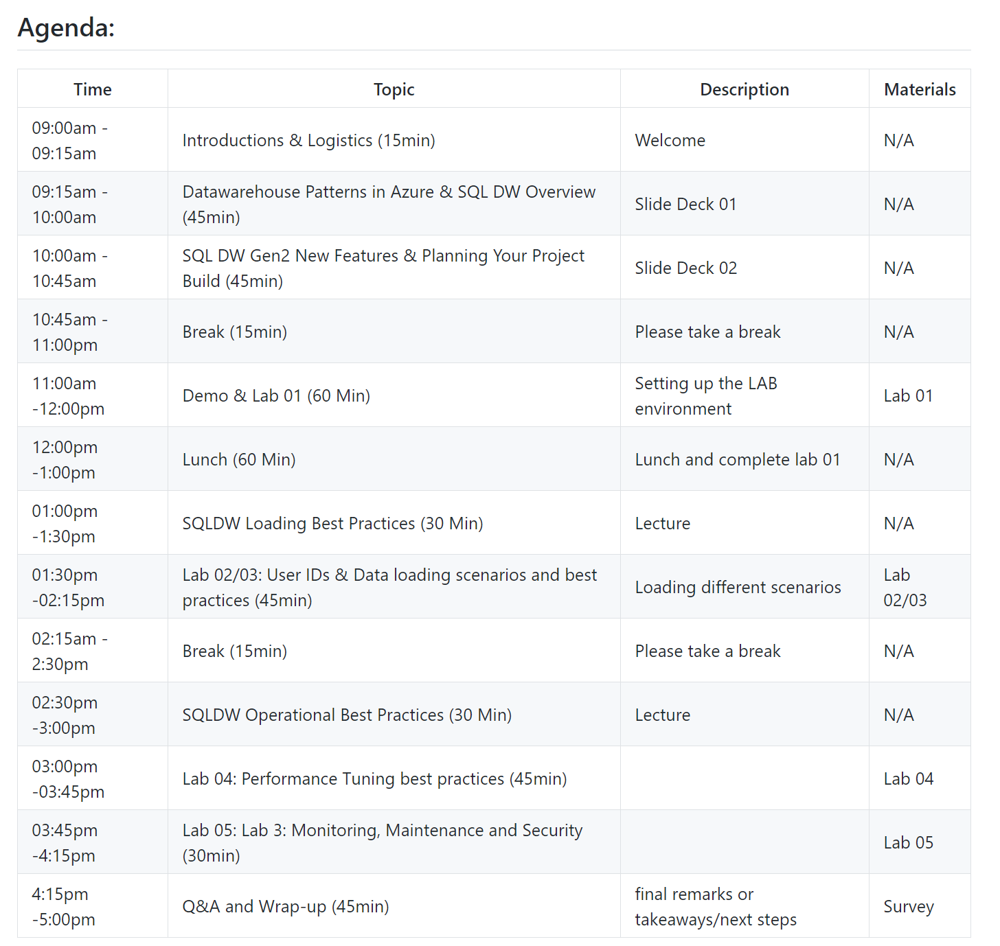 Agenda:
Time Topic Description Materials
09:00am -
09:15am
Introductions & Logistics (15min)
Welcome
N/A
09:15am -
10:00am
Datawarehouse Patterns in Azure & SQL DW Overview
(45min)
Slide Deck 01
N/A
10:00am -
10:45am
SQL DW Gen2 New Features & Planning Your Project
Build (45min)
Slide Deck 02
N/A
10:45am -
11:00pm
Break (15min)
Please take a break
N/A
11:00am
-12:00pm
Demo & Lab 01 (60 Min)
Setting up the LAB
environment
Lab 01
12:00pm
-1:00pm
Lunch (60 Min)
Lunch and complete lab 01
N/A
01:00pm
-1:30pm
SQLDW Loading Best Practices (30 Min)
Lecture
N/A
01:30pm
-02:15pm
Lab 02/03: User IDs & Data loading scenarios and best
practices (45min)
Loading different scenarios
Lab
02/03
02:15am -
2:30pm
Break (15min)
Please take a break
N/A
02:30pm
-3:00pm
SQLDW Operational Best Practices (30 Min)
Lecture
N/A
03:00pm
-03:45pm
Lab 04: Performance Tuning best practices (45min)
Lab 04
03:45pm
-4:15pm
Lab 05: Lab 3: Monitoring, Maintenance and Security
(30min)
Lab 05
4:15pm
-5:00pm
Q&A and Wrap-up (45min)
final remarks or
takeaways/next steps
Survey